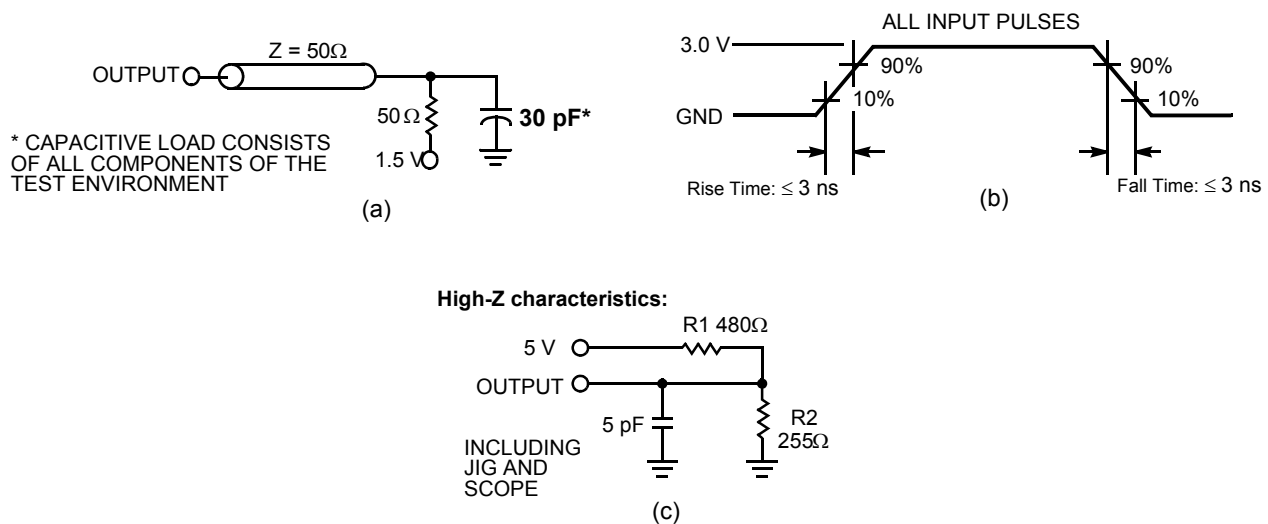 Z = 50Ω
OUTPUT
50Ω
30 pF*
1.5 V
* CAPACITIVE LOAD CONSISTS
OF ALL COMPONENTS OF THE
TEST ENVIRONMENT
(a)
ALL INPUT PULSES
3.0 V
90%
10%
GND
90%
10%
Rise Time: ≤ 3 ns
Fall Time: ≤ 3 ns
(b)
High-Z characteristics:
R1 480Ω
5 V
OUTPUT
5 pF
R2
255Ω
INCLUDING
JIG AND
SCOPE
(c)